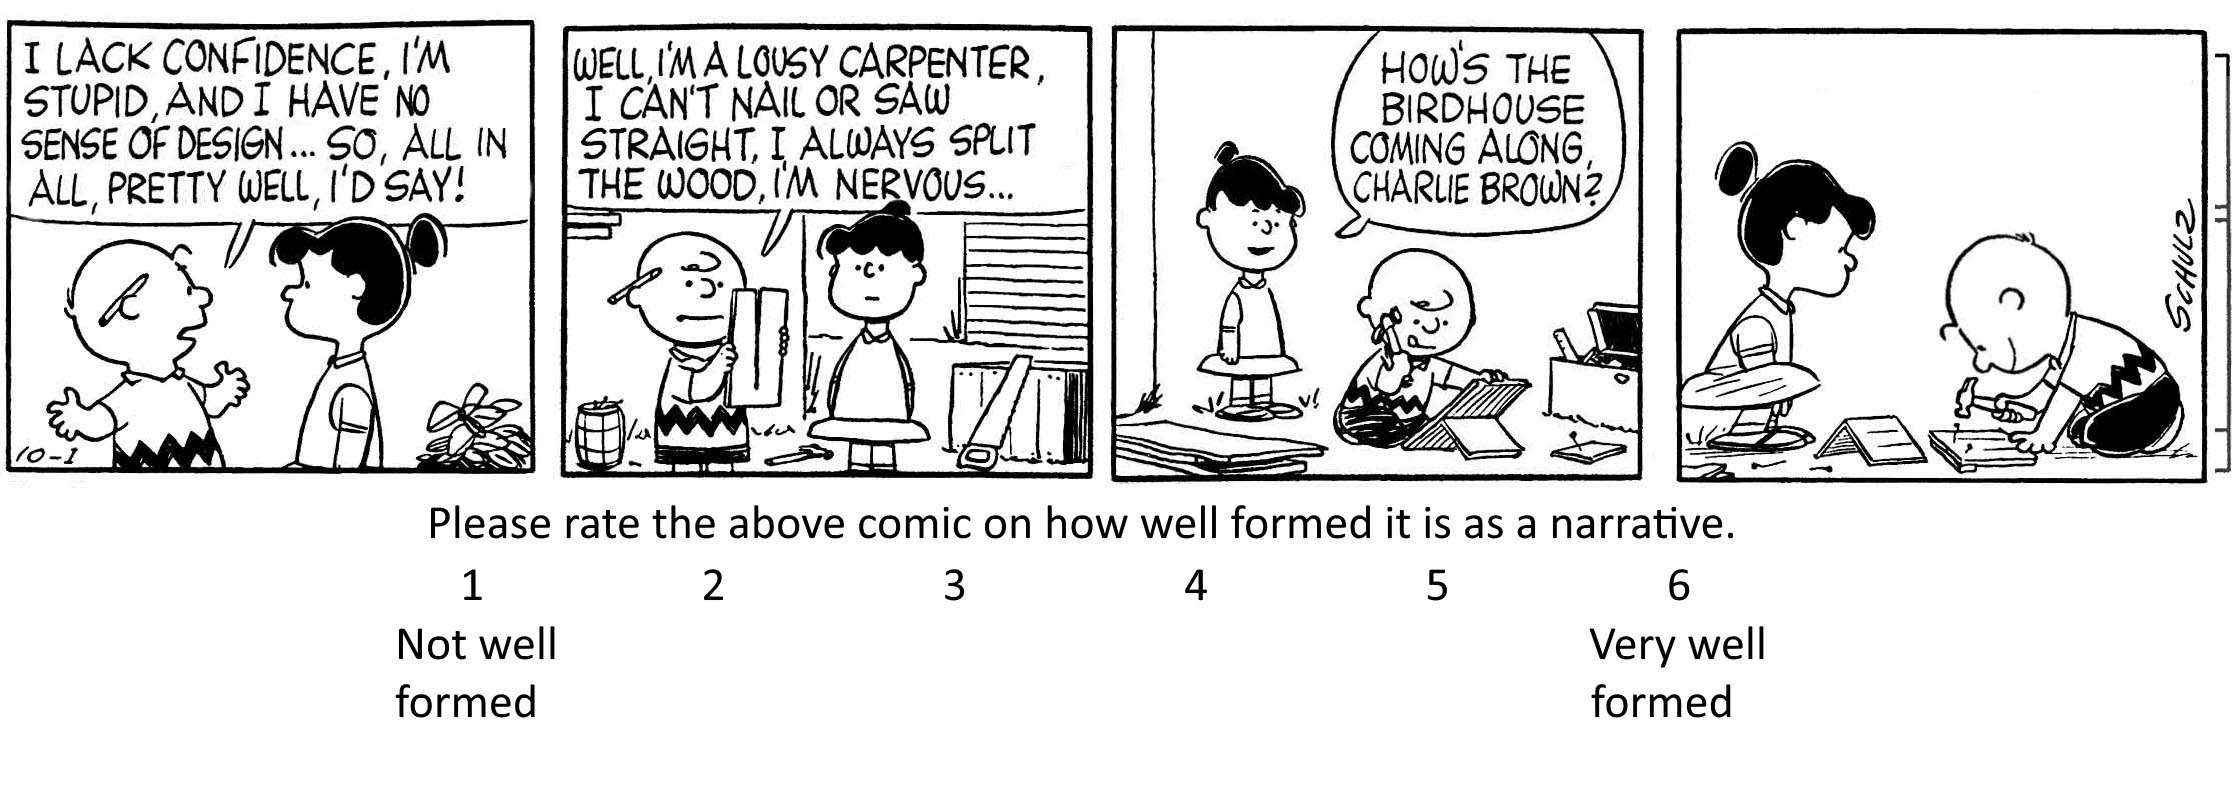 I LACK CONFIDENCE, I'M
STUPID, AND I HAVE NO
SENSE OF DESIGN... SO, ALL IN
ALL, PRETTY WELL, I'D SAY!
10-1
WELL, I'M A LOUSY CARPENTER,
I CAN'T NAIL OR SAW
STRAIGHT, I ALWAYS SPLIT
THE WOOD, I'M NERVOUS...
HOW'S THE
BIRDHOUSE
COMING ALONG,
CHARLIE BROWN?
SCHULZ
Please rate the above comic on how well formed it is as a narrative.
1 2 3 4 5 6
Not well
formed
Very well
formed